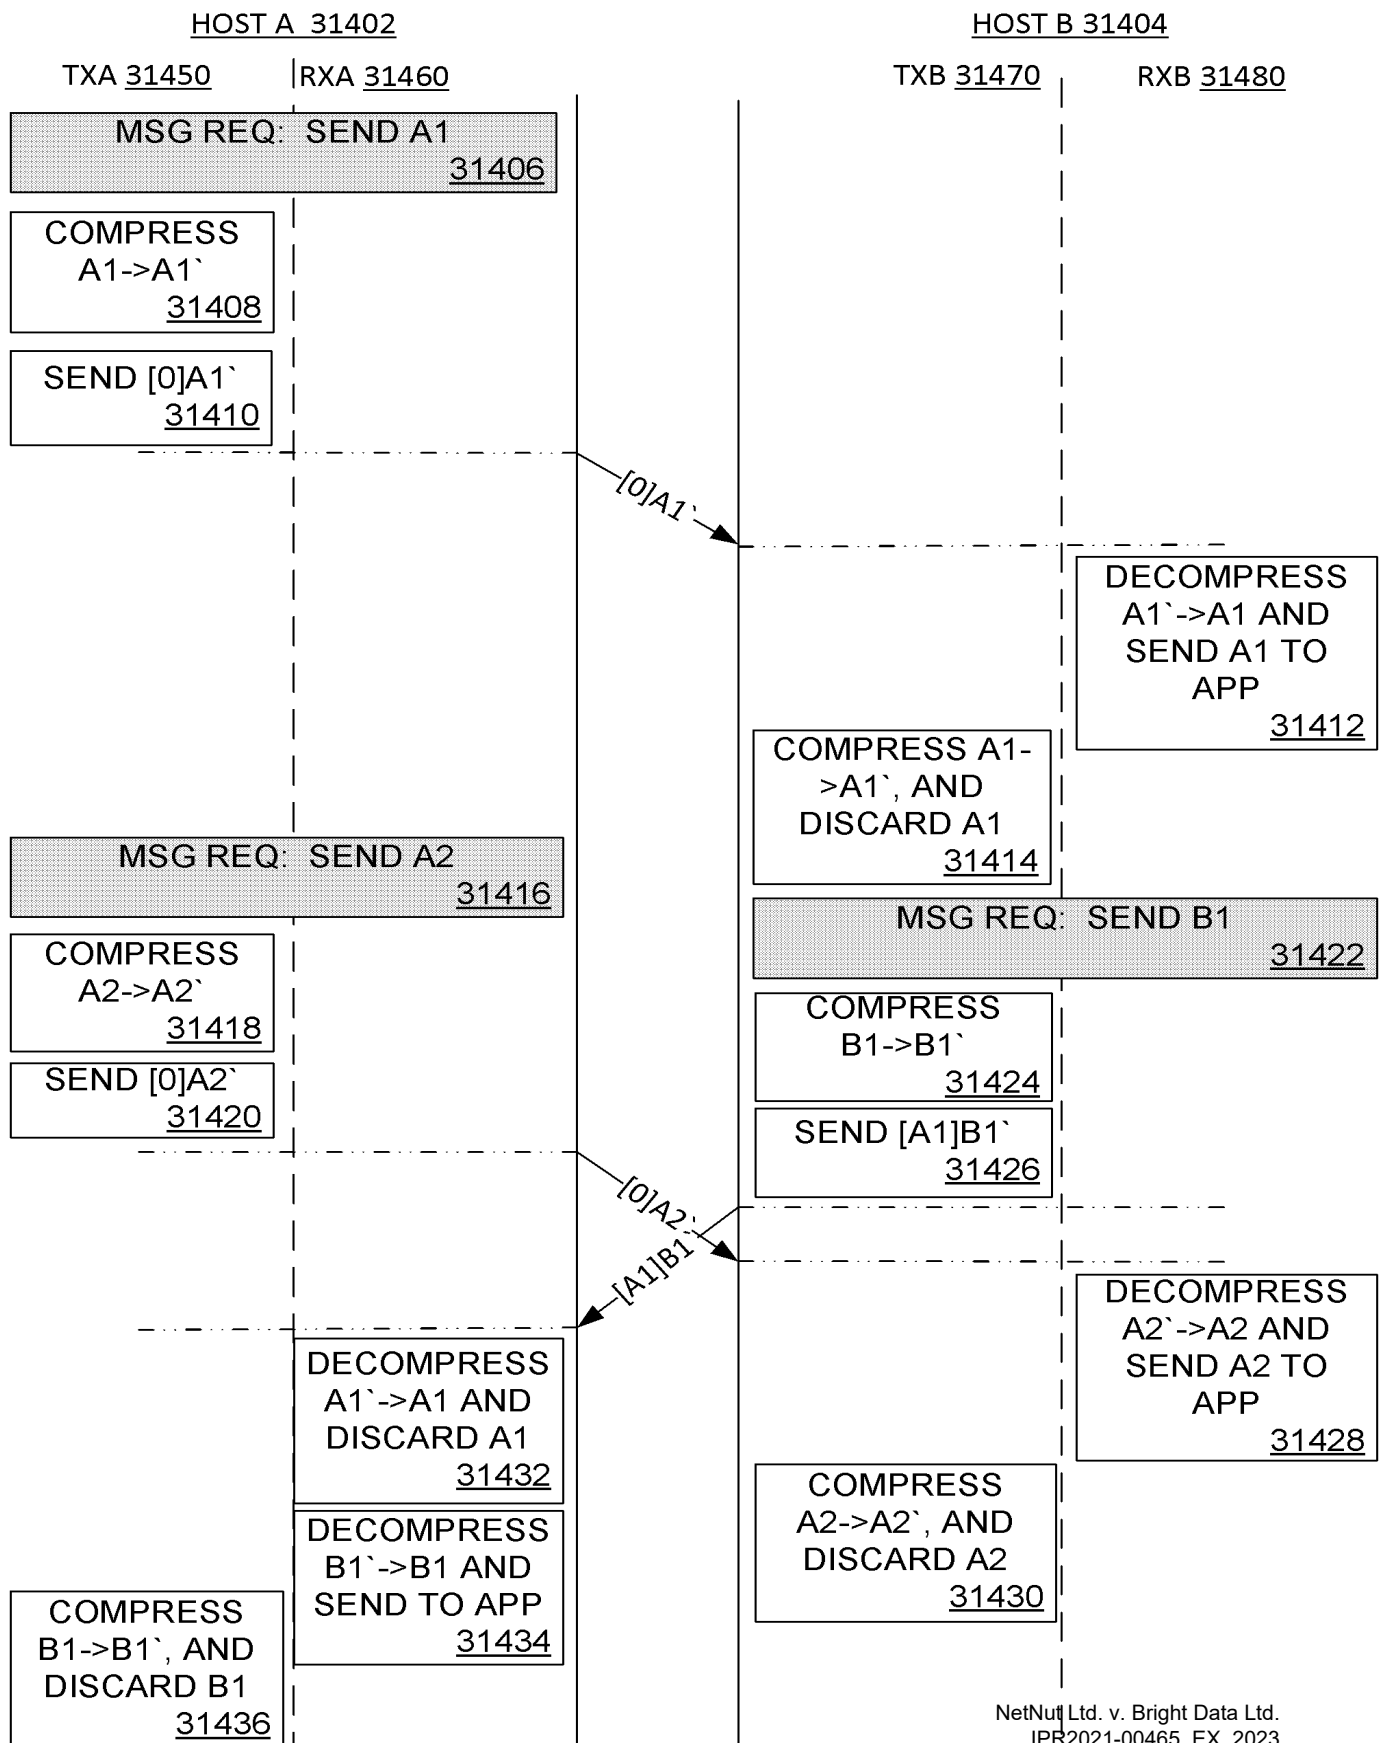 HOST A 31402
HOST B 31404
TXA 31450
RXA 31460
TXB 31470
RXB 31480
MSG REQ: SEND A1
31406
COMPRESS
A1->A1`
31408
SEND [0]A1`
31410
[0]A1`
DECOMPRESS
A1`->A1 AND
SEND A1 TO
APP
31412
COMPRESS A1-
>A1`, AND
DISCARD A1
31414
MSG REQ: SEND A2
31416
MSG REQ: SEND B1
31422
COMPRESS
A2->A2`
31418
SEND [0]A2`
31420
COMPRESS
B1->B1`
31424
SEND [A1]B1`
31426
[0]A2`
[A1]B1
DECOMPRESS
A2`->A2 AND
SEND A2 TO
APP
31428
DECOMPRESS
A1`->A1 AND
DISCARD A1
31432
COMPRESS
A2->A2`, AND
DISCARD A2
31430
DECOMPRESS
B1`->B1 AND
SEND TO APP
31434
COMPRESS
B1->B1`, AND
DISCARD B1
31436
NetNut Ltd. v. Bright Data Ltd.
IPR2021-00465, EX. 2023